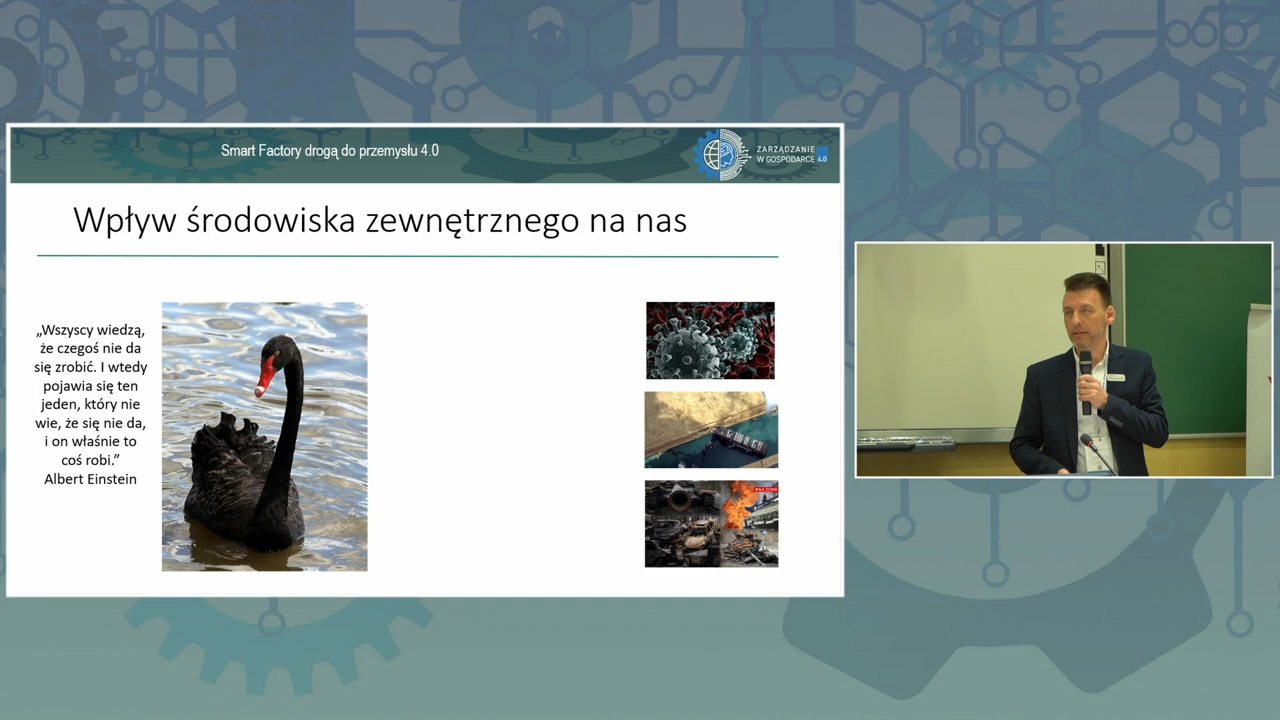 Smart Factory drogą do przemysłu 4.0
ZARZĄDZANIE
W GOSPODARCE 4.0
Wpływ środowiska zewnętrznego na nas
„Wszyscy wiedzą,
że czegoś nie da
się zrobić. I wtedy
pojawia się ten
jeden, który nie
wie, że się nie da,
i on właśnie to
coś robi.”
Albert Einstein